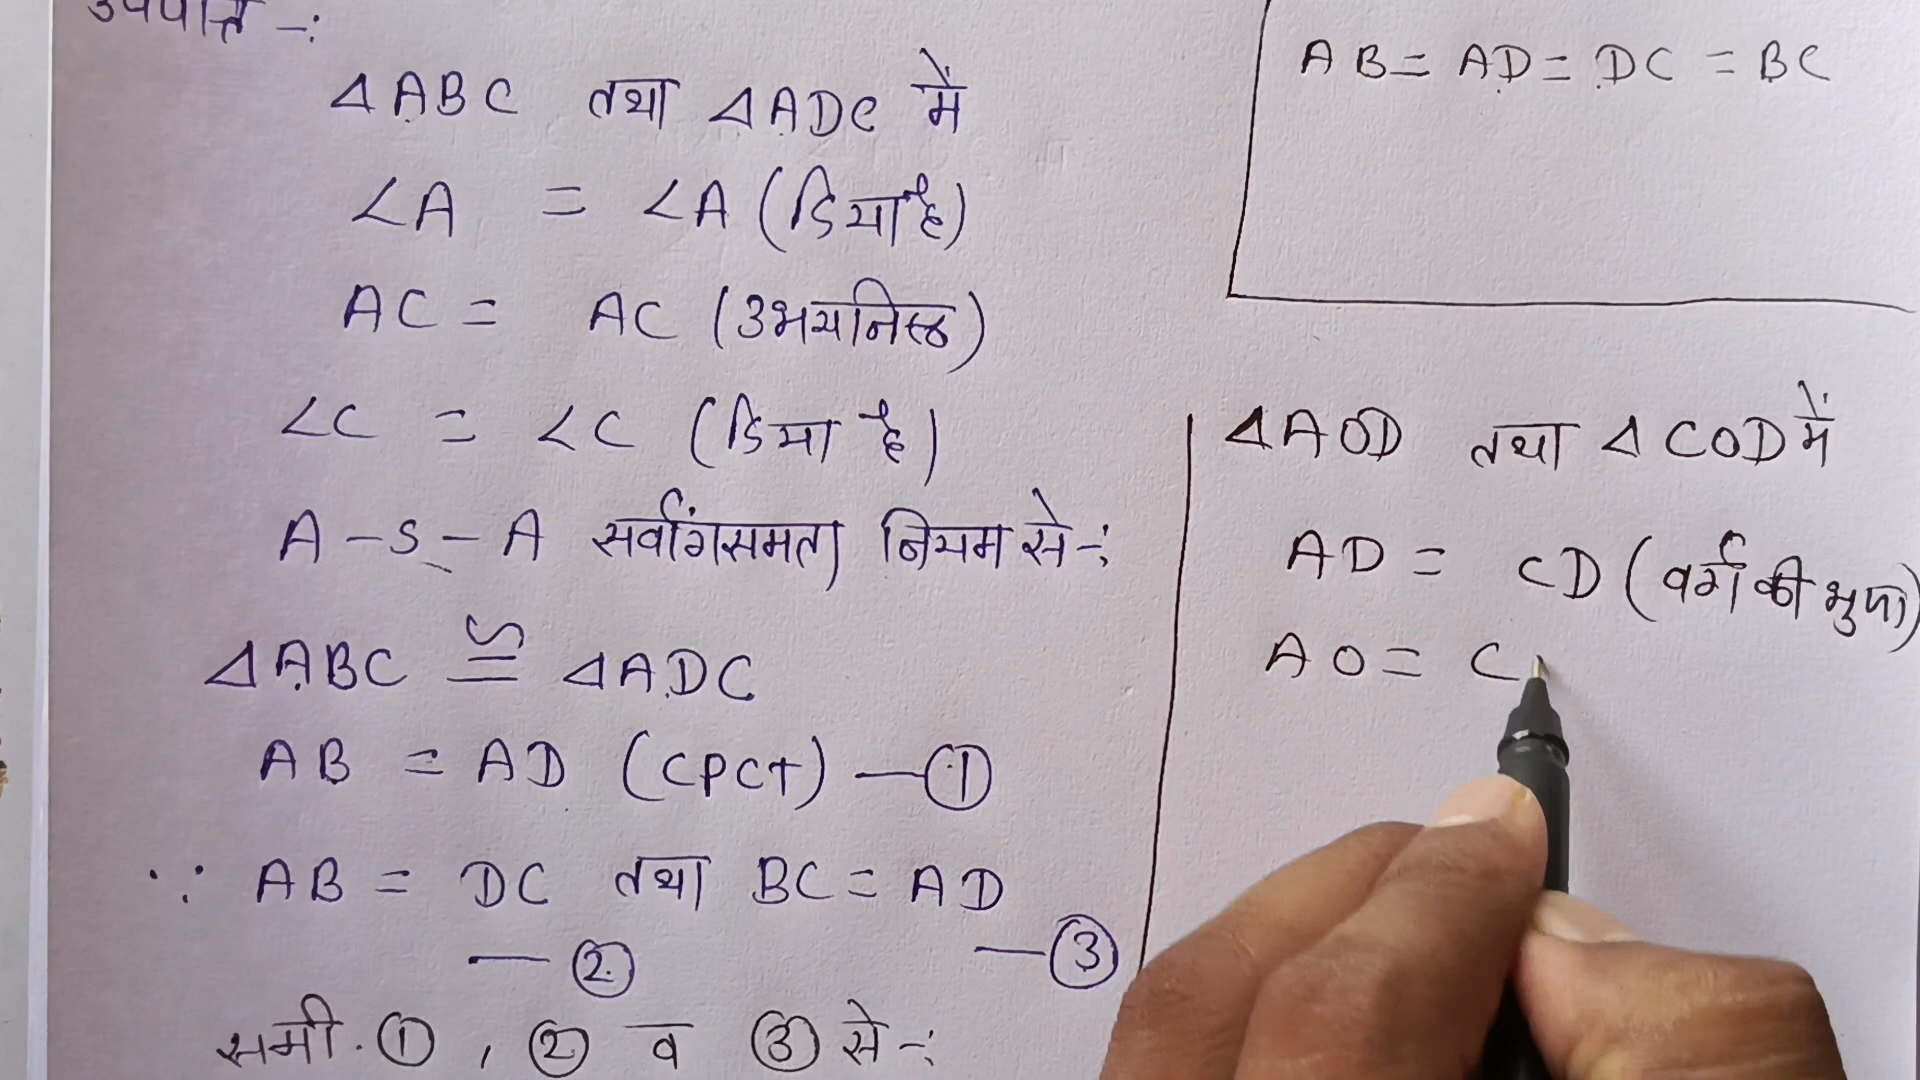 उपपत्ति -:
△ABC तथा △ADC में
∠A = ∠A (दिया है)
AC = AC (उभयनिष्ठ)
∠C = ∠C (दिया है)
A-S-A सर्वांगसमता नियम से -:
△ABC ≅ △ADC
AB = AD (CPCT) —①
∵ AB = DC तथा BC = AD
—② —③
समी. ①, ② व ③ से -:
AB = AD = DC = BC
△AOD तथा △COD में
AD = CD (वर्ग की भुजा)
AO = C